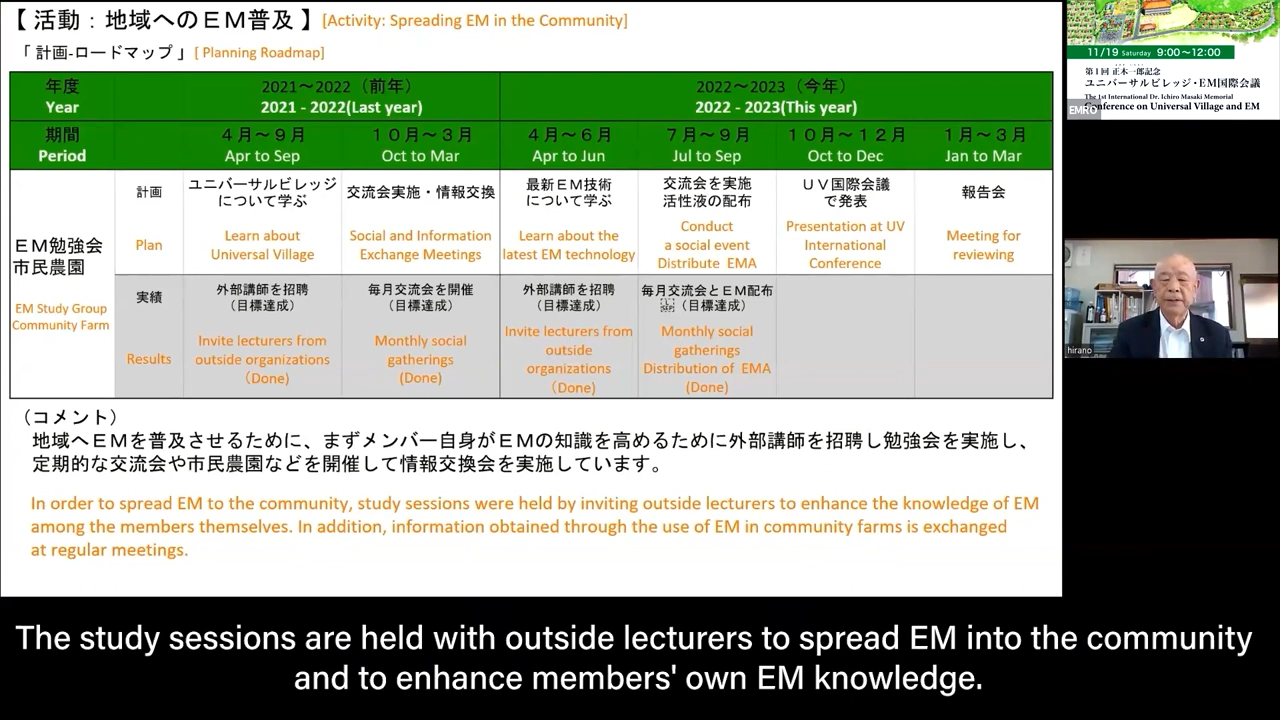 【 活動：地域へのＥＭ普及 】[Activity: Spreading EM in the Community]
「 計画-ロードマップ 」[ Planning Roadmap]
年度
Year
2021～2022（前年）
2021 - 2022(Last year)
2022～2023（今年）
2022 - 2023(This year)
期間
Period
４月～９月
Apr to Sep
１０月～３月
Oct to Mar
４月～６月
Apr to Jun
７月～９月
Jul to Sep
１０月～１２月
Oct to Dec
１月～３月
Jan to Mar
ＥＭ勉強会
市民農園
EM Study Group
Community Farm
計画
Plan
ユニバーサルビレッジ
について学ぶ
Learn about
Universal Village
交流会実施・情報交換
Social and Information
Exchange Meetings
最新ＥＭ技術
について学ぶ
Learn about the
latest EM technology
交流会を実施
活性液の配布
Conduct
a social event
Distribute EMA
ＵＶ国際会議
で発表
Presentation at UV
International
Conference
報告会
Meeting for
reviewing
実績
Results
外部講師を招聘
（目標達成）
Invite lecturers from
outside organizations
（Done)
毎月交流会を開催
（目標達成）
Monthly social
gatherings
(Done)
外部講師を招聘
（目標達成）
Invite lecturers from
outside
organizations
（Done)
毎月交流会とＥＭ配布
（目標達成）
Monthly social
gatherings
Distribution of EMA
(Done)
（コメント）
地域へＥＭを普及させるために、まずメンバー自身がＥＭの知識を高めるために外部講師を招聘し勉強会を実施し、
定期的な交流会や市民農園などを開催して情報交換会を実施しています。
In order to spread EM to the community, study sessions were held by inviting outside lecturers to enhance the knowledge of EM
among the members themselves. In addition, information obtained through the use of EM in community farms is exchanged
at regular meetings.
11/19 Saturday 9:00～12:00
第1回 正木一郎記念
ユニバーサルビレッジ・EM国際会議
The 1st International Dr. Ichiro Masaki Memorial
Conference on Universal Village and EM
EMRO
hirano
The study sessions are held with outside lecturers to spread EM into the community
and to enhance members' own EM knowledge.